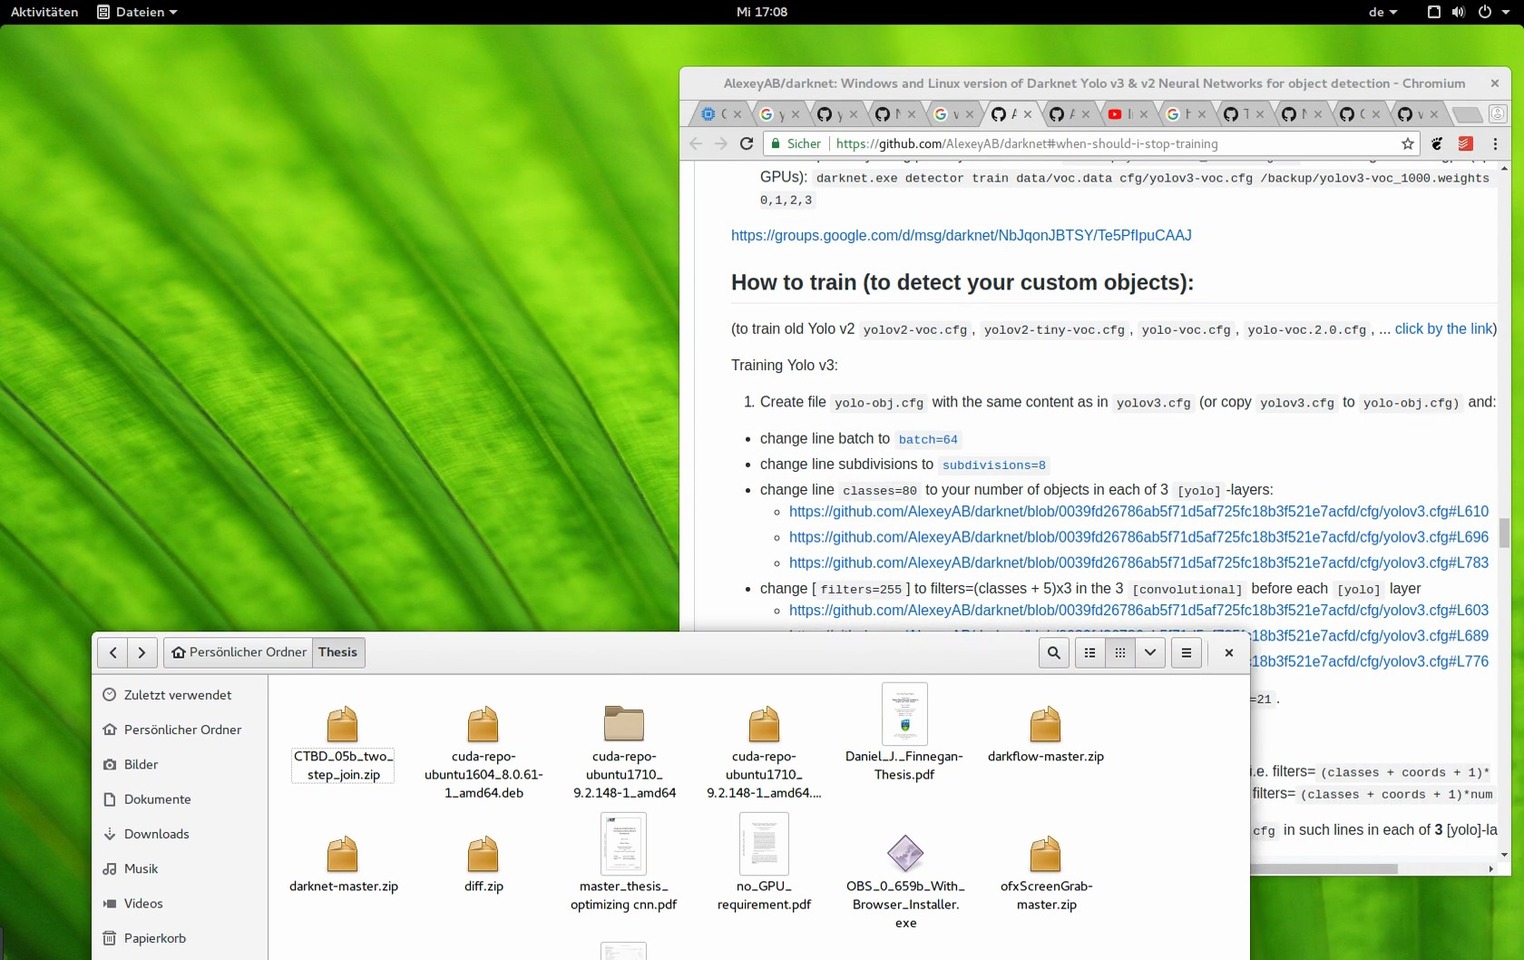 Aktivitäten
Dateien
Mi 17:08
de
AlexeyAB/darknet: Windows and Linux version of Darknet Yolo v3 & v2 Neural Networks for object detection - Chromium
Sicher
https://github.com/AlexeyAB/darknet#when-should-i-stop-training
GPUs): darknet.exe detector train data/voc.data cfg/yolov3-voc.cfg /backup/yolov3-voc_1000.weights
0,1,2,3
https://groups.google.com/d/msg/darknet/NbJqonJBTSY/Te5PfIpuCAAJ
How to train (to detect your custom objects):
(to train old Yolo v2 yolov2-voc.cfg, yolov2-tiny-voc.cfg, yolo-voc.cfg, yolo-voc.2.0.cfg, ... click by the link)
Training Yolo v3:
1. Create file yolo-obj.cfg with the same content as in yolov3.cfg (or copy yolov3.cfg to yolo-obj.cfg) and:
change line batch to batch=64
change line subdivisions to subdivisions=8
change line classes=80 to your number of objects in each of 3 [yolo]-layers:
https://github.com/AlexeyAB/darknet/blob/0039fd26786ab5f71d5af725fc18b3f521e7acfd/cfg/yolov3.cfg#L610
https://github.com/AlexeyAB/darknet/blob/0039fd26786ab5f71d5af725fc18b3f521e7acfd/cfg/yolov3.cfg#L696
https://github.com/AlexeyAB/darknet/blob/0039fd26786ab5f71d5af725fc18b3f521e7acfd/cfg/yolov3.cfg#L783
change [filters=255] to filters=(classes + 5)x3 in the 3 [convolutional] before each [yolo] layer
https://github.com/AlexeyAB/darknet/blob/0039fd26786ab5f71d5af725fc18b3f521e7acfd/cfg/yolov3.cfg#L603
18b3f521e7acfd/cfg/yolov3.cfg#L689
18b3f521e7acfd/cfg/yolov3.cfg#L776
=21.
i.e. filters=(classes + coords + 1)*
filters=(classes + coords + 1)*num
cfg in such lines in each of 3 [yolo]-la
Persönlicher Ordner
Thesis
Zuletzt verwendet
Persönlicher Ordner
Bilder
Dokumente
Downloads
Musik
Videos
Papierkorb
CTBD_05b_two_
step_join.zip
cuda-repo-
ubuntu1604_8.0.61-
1_amd64.deb
cuda-repo-
ubuntu1710_
9.2.148-1_amd64
cuda-repo-
ubuntu1710_
9.2.148-1_amd64....
Daniel_J._Finnegan-
Thesis.pdf
darkflow-master.zip
darknet-master.zip
diff.zip
master_thesis_
optimizing cnn.pdf
no_GPU_
requirement.pdf
OBS_0_659b_With_
Browser_Installer.
exe
ofxScreenGrab-
master.zip